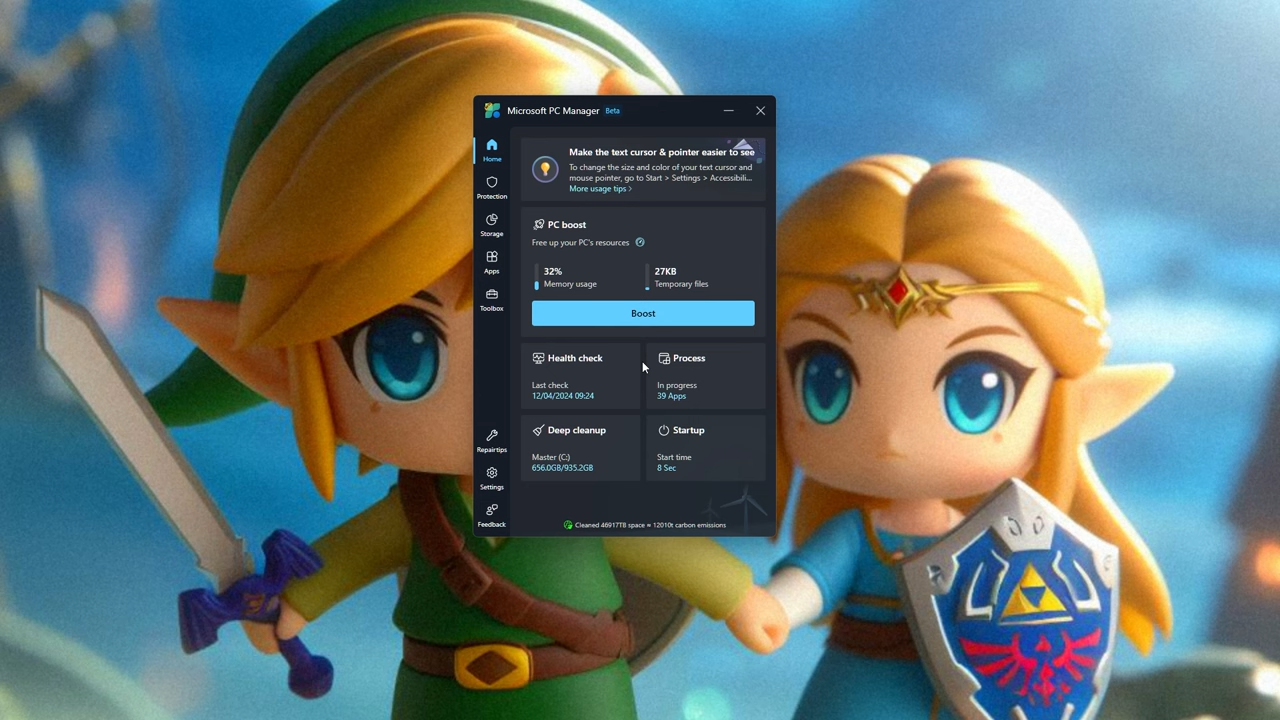 Microsoft PC Manager Beta
Home
Protection
Storage
Apps
Toolbox
Repair tips
Settings
Feedback
Make the text cursor & pointer easier to see
To change the size and color of your text cursor and
mouse pointer, go to Start > Settings > Accessibili...
More usage tips >
PC boost
Free up your PC's resources
32%
Memory usage
27KB
Temporary files
Boost
Health check
Last check
12/04/2024 09:24
Process
In progress
39 Apps
Deep cleanup
Master (C:)
656.0GB/935.2GB
Startup
Start time
8 Sec
Cleaned 46917TB space ≈ 12010t carbon emissions